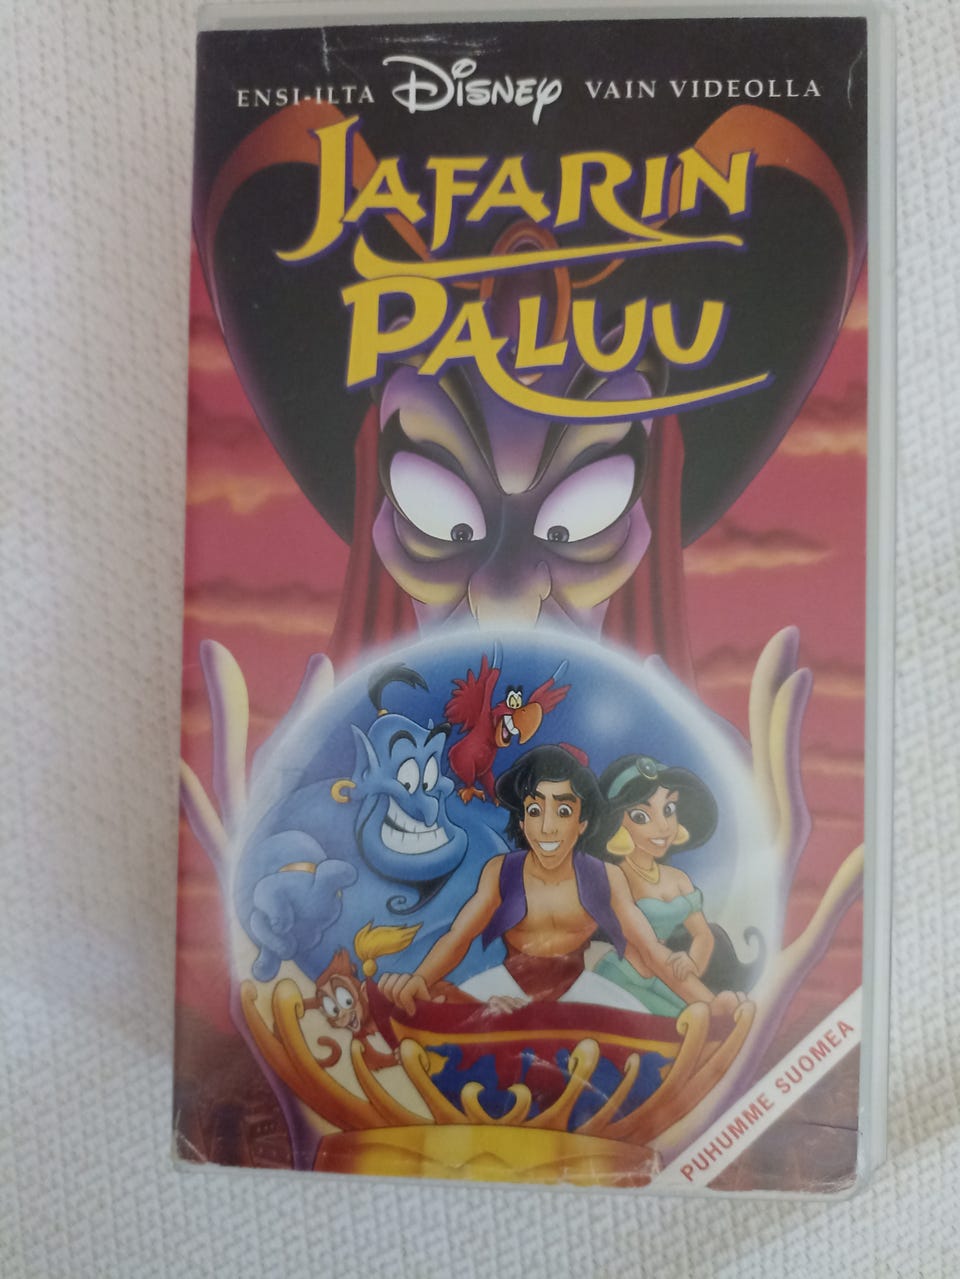 ENSI-ILTA Disney VAIN VIDEOLLA
JAFARIN
PALUU
PUHUMME SUOMEA